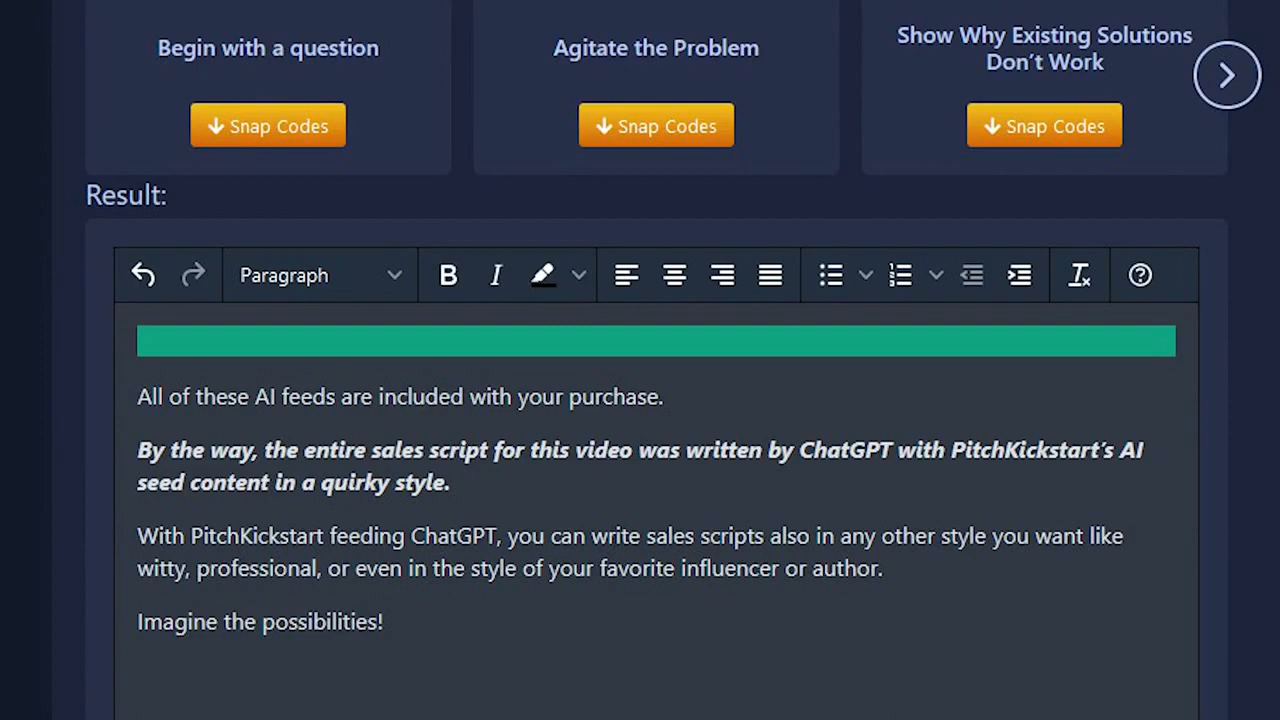 Begin with a question
Agitate the Problem
Show Why Existing Solutions
Don't Work
Snap Codes
Snap Codes
Snap Codes
Result:
Paragraph
B
I
All of these AI feeds are included with your purchase.
By the way, the entire sales script for this video was written by ChatGPT with PitchKickstart's AI
seed content in a quirky style.
With PitchKickstart feeding ChatGPT, you can write sales scripts also in any other style you want like
witty, professional, or even in the style of your favorite influencer or author.
Imagine the possibilities!